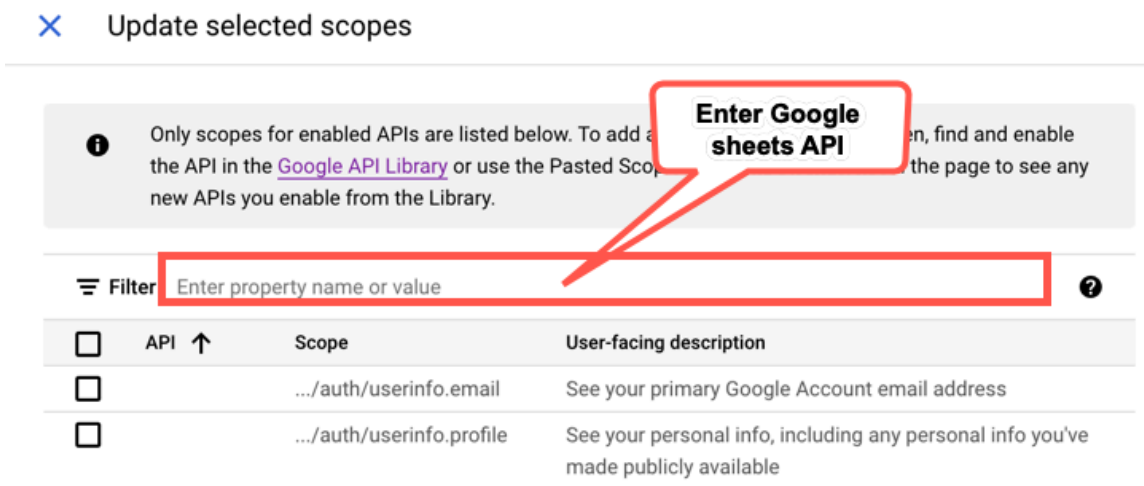 Update selected scopes
Enter Google
sheets API
Only scopes for enabled APIs are listed below. To add a en, find and enable
the API in the Google API Library or use the Pasted Scop the page to see any
new APIs you enable from the Library.
Filter Enter property name or value
API Scope User-facing description
.../auth/userinfo.email See your primary Google Account email address
.../auth/userinfo.profile See your personal info, including any personal info you've
made publicly available